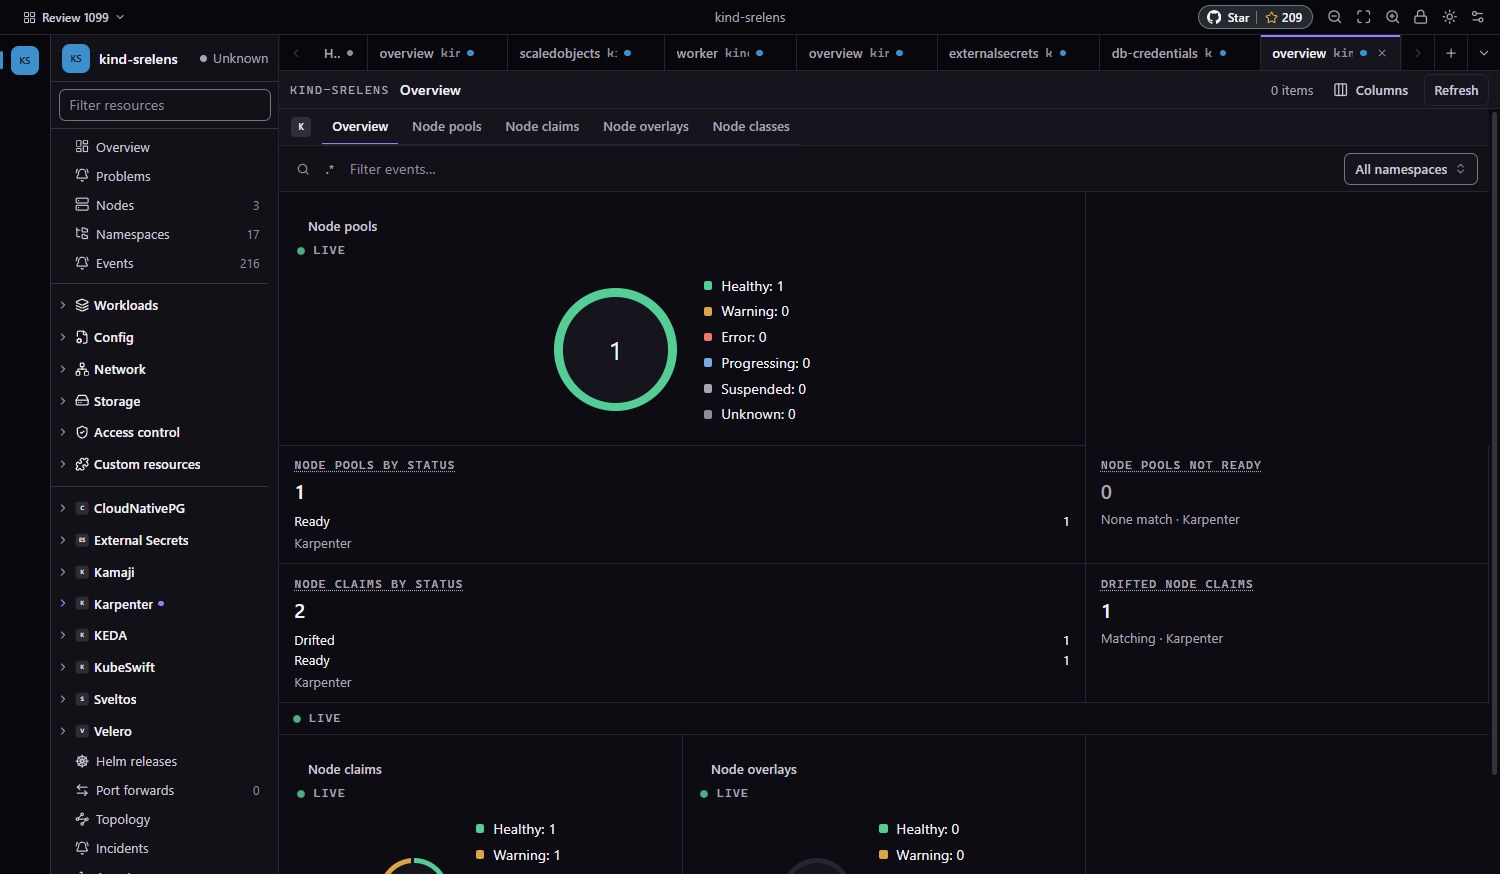 Review 1099
kind-srelens
Star 209
KS
KS
kind-srelens
Unknown
H..
overview
scaledobjects
worker
overview
externalsecrets
db-credentials
overview
KIND-SRELENS
Overview
0 items
Columns
Refresh
Filter resources
K
Overview
Node pools
Node claims
Node overlays
Node classes
.*
Filter events...
All namespaces
Overview
Problems
Nodes 3
Namespaces 17
Events 216
Workloads
Config
Network
Storage
Access control
Custom resources
C CloudNativePG
ES External Secrets
K Kamaji
K Karpenter
K KEDA
K KubeSwift
S Sveltos
V Velero
Helm releases
Port forwards 0
Topology
Incidents
Node pools
LIVE
1
Healthy: 1
Warning: 0
Error: 0
Progressing: 0
Suspended: 0
Unknown: 0
NODE POOLS BY STATUS
1
Ready 1
Karpenter
NODE POOLS NOT READY
0
None match · Karpenter
NODE CLAIMS BY STATUS
2
Drifted 1
Ready 1
Karpenter
DRIFTED NODE CLAIMS
1
Matching · Karpenter
LIVE
Node claims
LIVE
Healthy: 1
Warning: 1
Node overlays
LIVE
Healthy: 0
Warning: 0